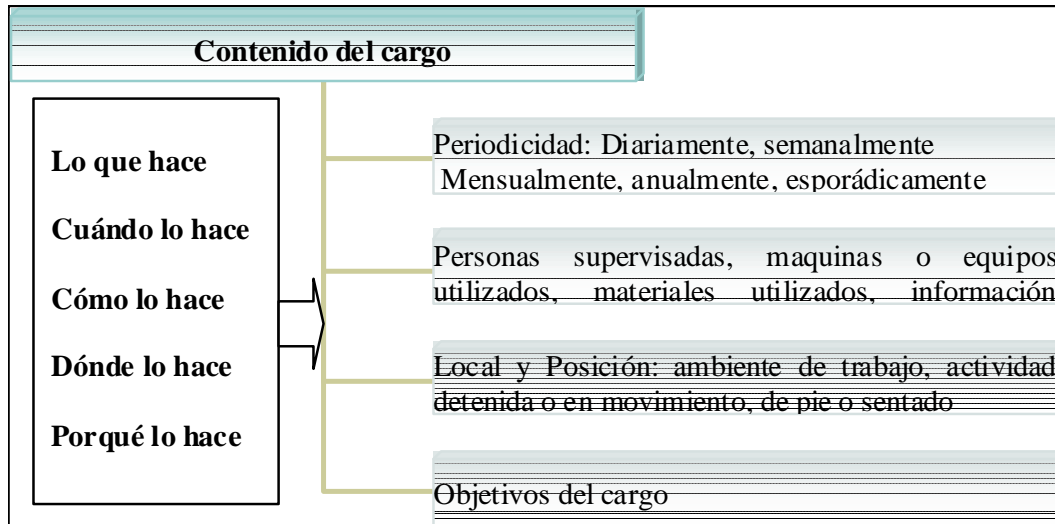 Contenido del cargo
Lo que hace
Cuándo lo hace
Cómo lo hace
Dónde lo hace
Porqué lo hace
Periodicidad: Diariamente, semanalmente
Mensualmente, anualmente, esporádicamente
Personas supervisadas, maquinas o equipos
utilizados, materiales utilizados, información
Local y Posición: ambiente de trabajo, actividad
detenida o en movimiento, de pie o sentado
Objetivos del cargo